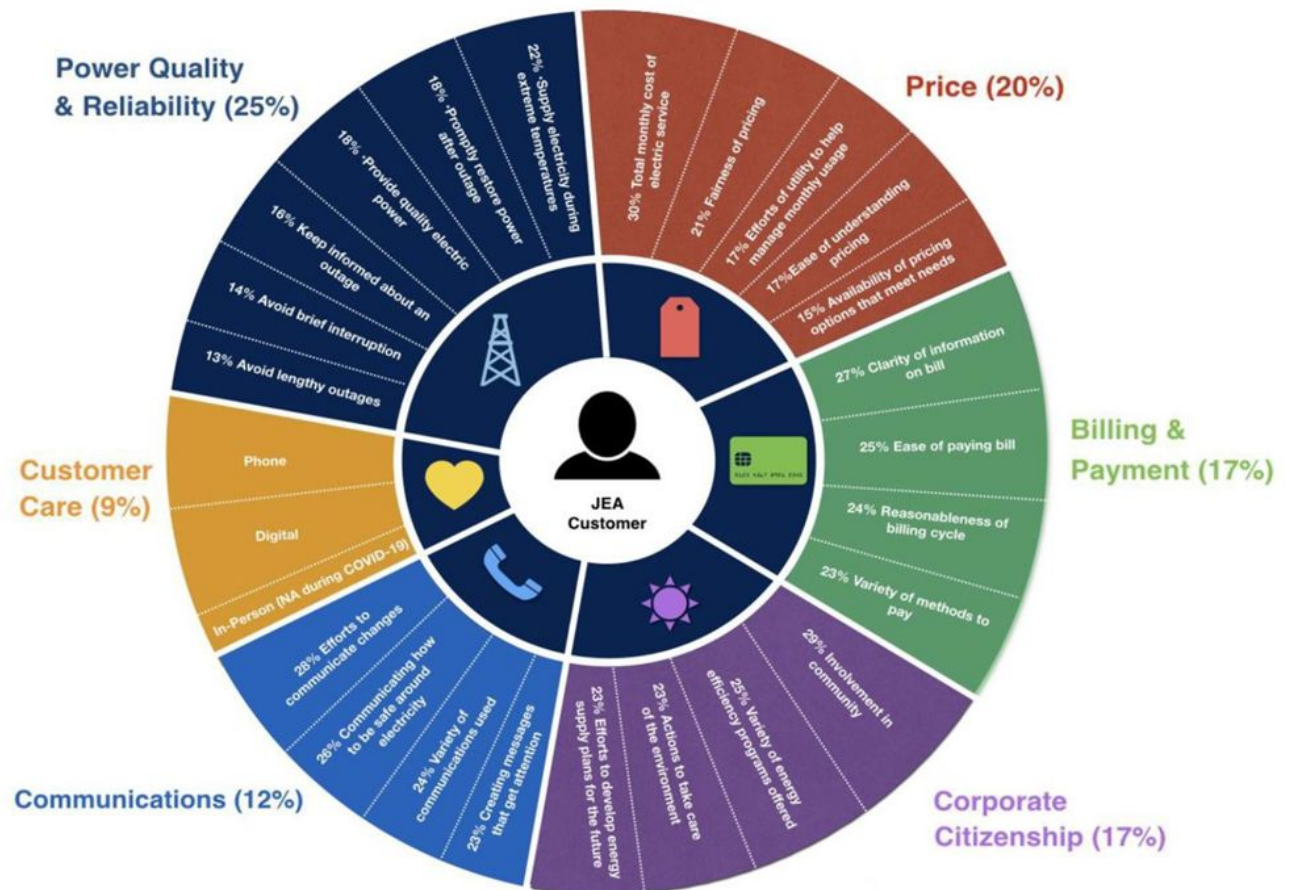 Power Quality
& Reliability (25%)
22% ·Supply electricity during
extreme temperatures
18% ·Promptly restore power
after outage
18% ·Provide quality electric
power
16% Keep informed about an
outage
14% Avoid brief interruption
13% Avoid lengthy outages
Price (20%)
30% Total monthly cost of
electric service
21% Fairness of pricing
17% Efforts of utility to help
manage monthly usage
17%Ease of understanding
pricing
15% Availability of pricing
options that meet needs
Billing &
Payment (17%)
27% Clarity of information
on bill
25% Ease of paying bill
24% Reasonableness of
billing cycle
23% Variety of methods to
pay
Corporate
Citizenship (17%)
29% Involvement in
community
25% Variety of energy
efficiency programs offered
23% Actions to take care
of the environment
23% Efforts to develop energy
supply plans for the future
Communications (12%)
23% Creating messages
that get attention
24% Variety of
communications used
26% Communicating how
to be safe around
electricity
28% Efforts to
communicate changes
Customer
Care (9%)
In-Person (NA during COVID-19)
Digital
Phone
JEA
Customer